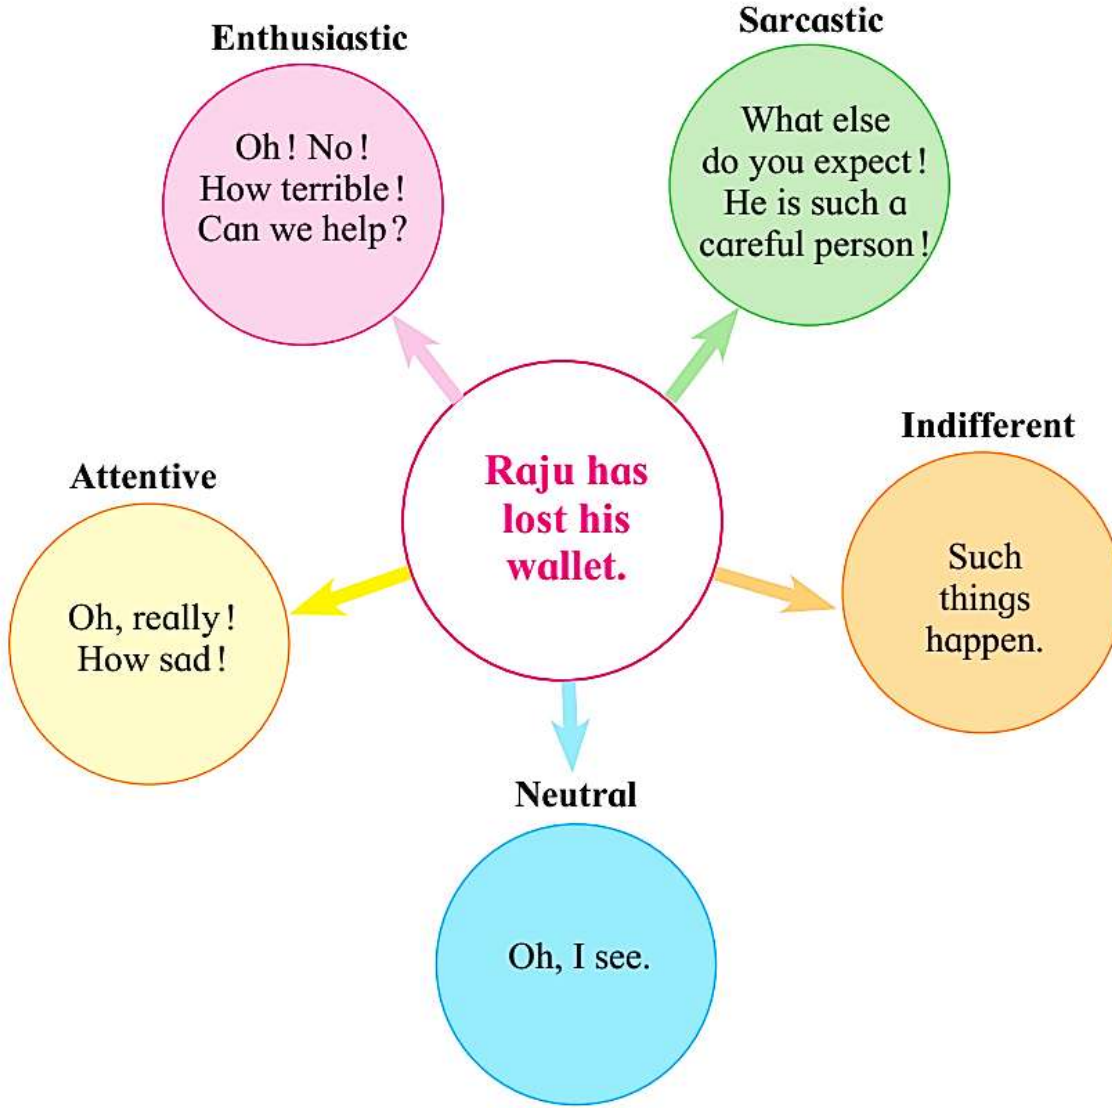 Enthusiastic
Oh! No!
How terrible!
Can we help?
Sarcastic
What else
do you expect!
He is such a
careful person!
Raju has
lost his
wallet.
Attentive
Oh, really!
How sad!
Indifferent
Such
things
happen.
Neutral
Oh, I see.